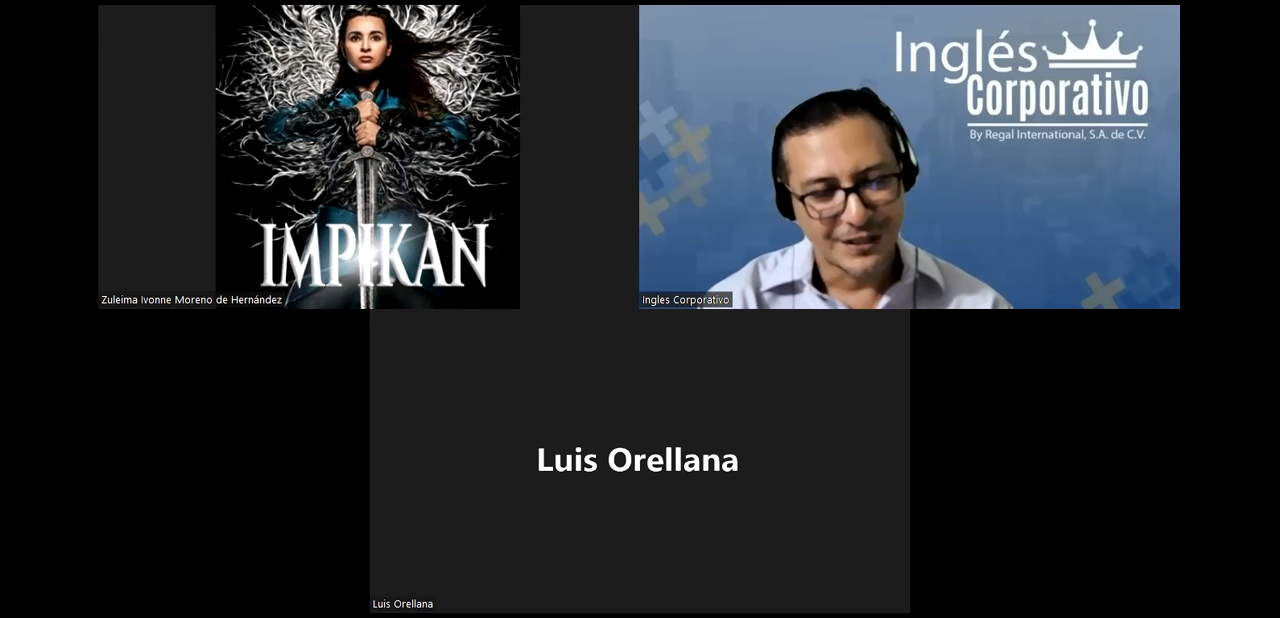 IMPIKAN
Zuleima Ivonne Moreno de Hernández
Inglés
Corporativo
By Regal International, S.A. de C.V.
Ingles Corporativo
Luis Orellana
Luis Orellana